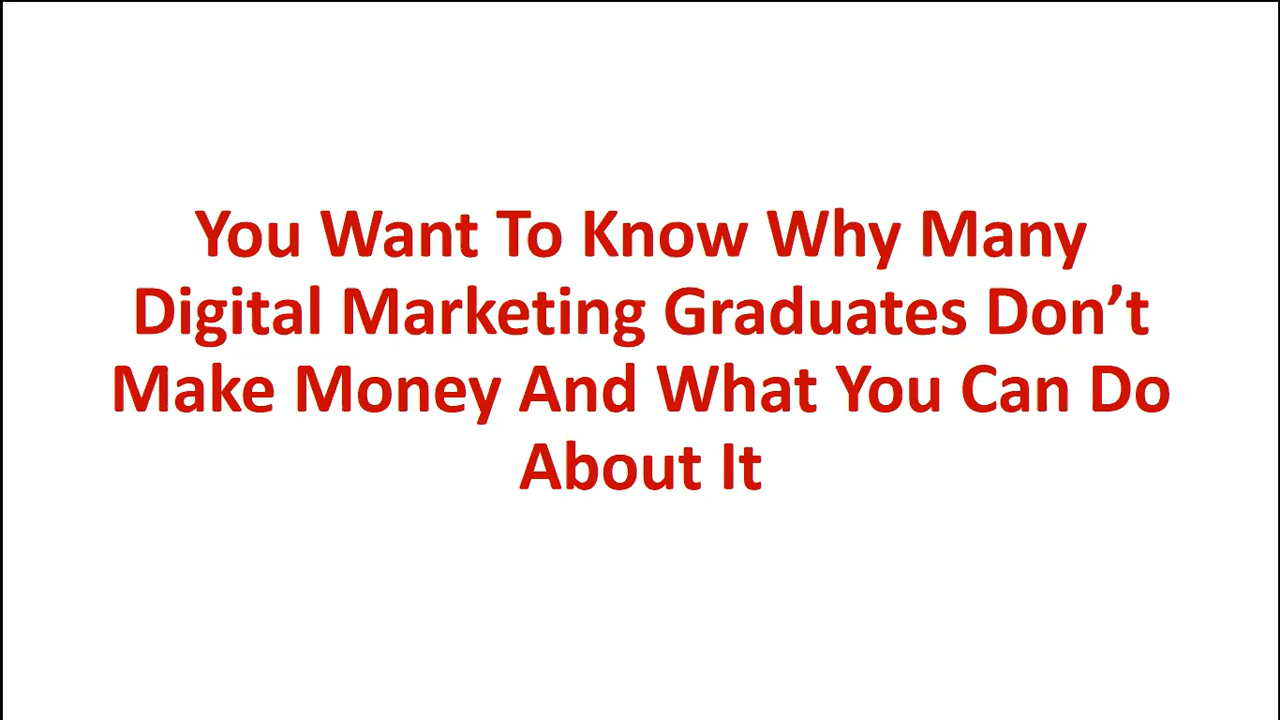 You Want To Know Why Many
Digital Marketing Graduates Don’t
Make Money And What You Can Do
About It